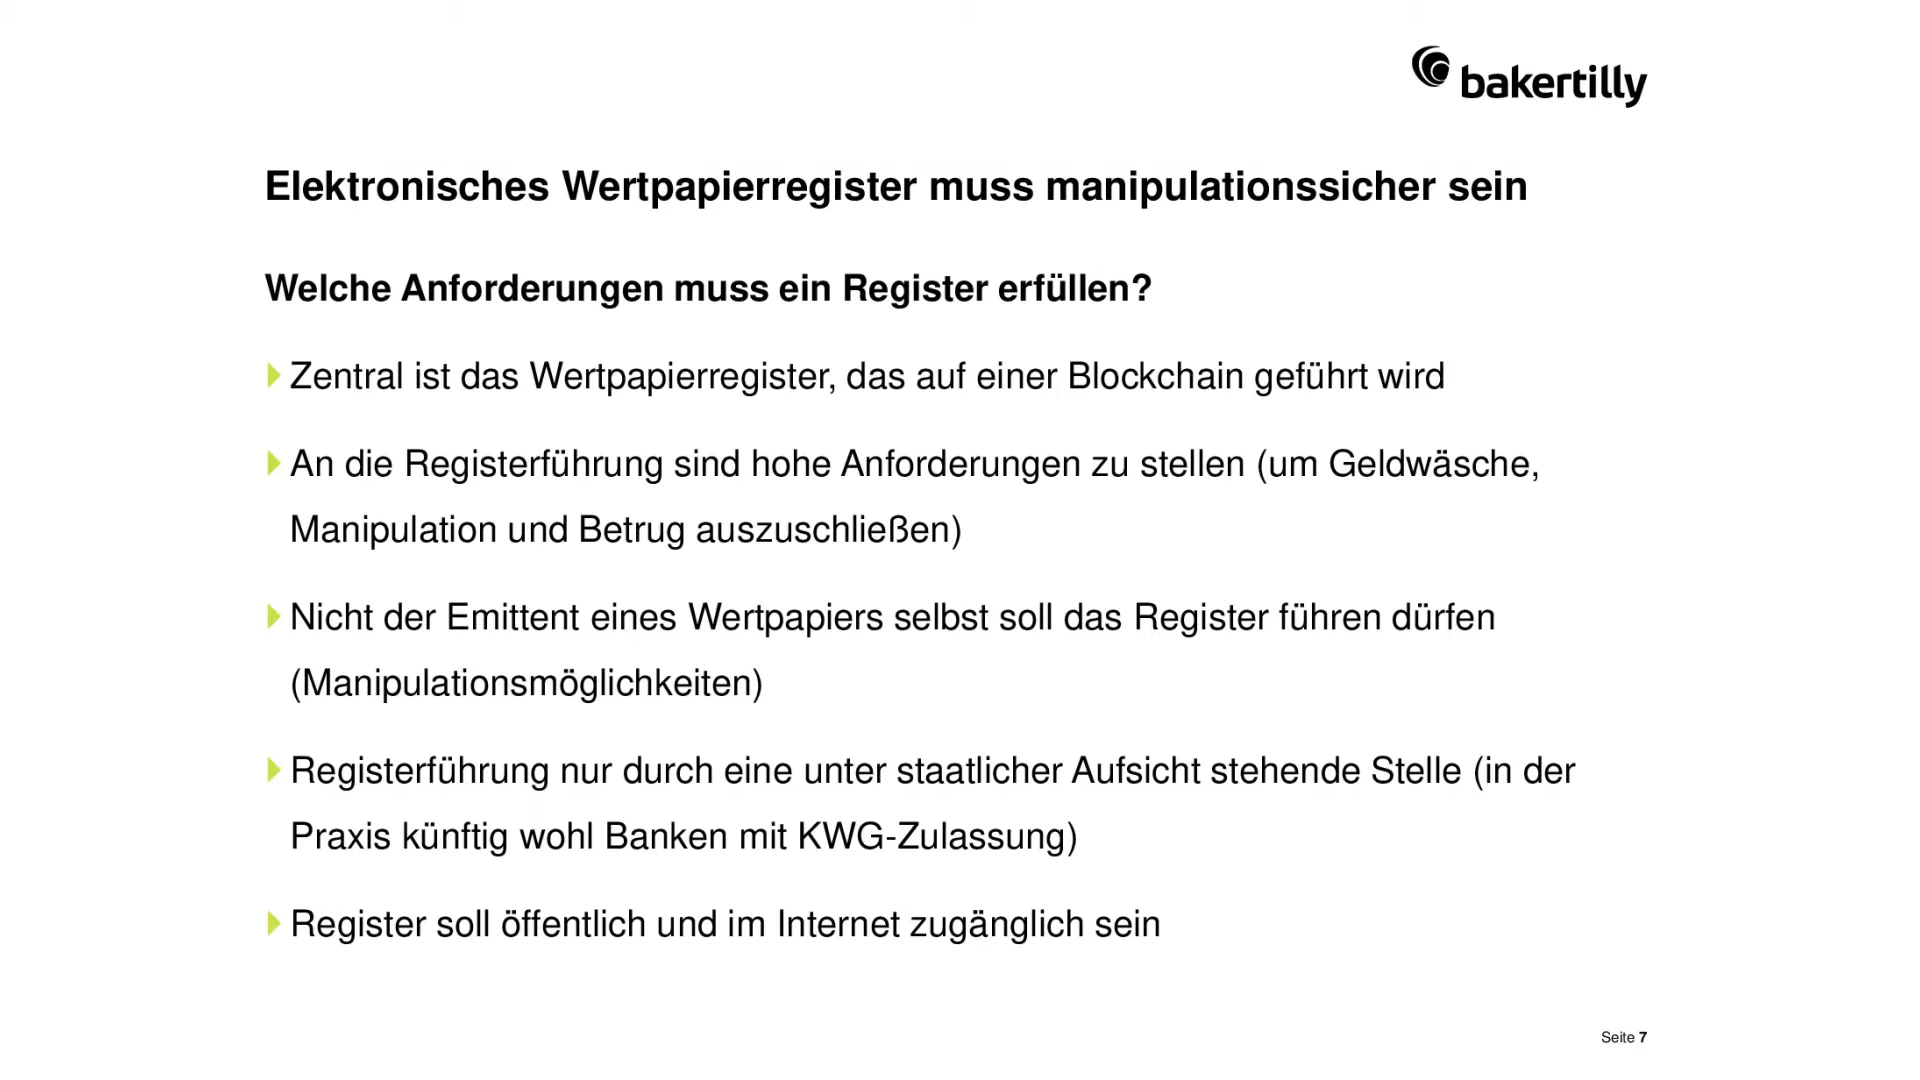 bakertilly
Elektronisches Wertpapierregister muss manipulationssicher sein
Welche Anforderungen muss ein Register erfüllen?
Zentral ist das Wertpapierregister, das auf einer Blockchain geführt wird
An die Registerführung sind hohe Anforderungen zu stellen (um Geldwäsche,
Manipulation und Betrug auszuschließen)
Nicht der Emittent eines Wertpapiers selbst soll das Register führen dürfen
(Manipulationsmöglichkeiten)
Registerführung nur durch eine unter staatlicher Aufsicht stehende Stelle (in der
Praxis künftig wohl Banken mit KWG-Zulassung)
Register soll öffentlich und im Internet zugänglich sein
Seite 7